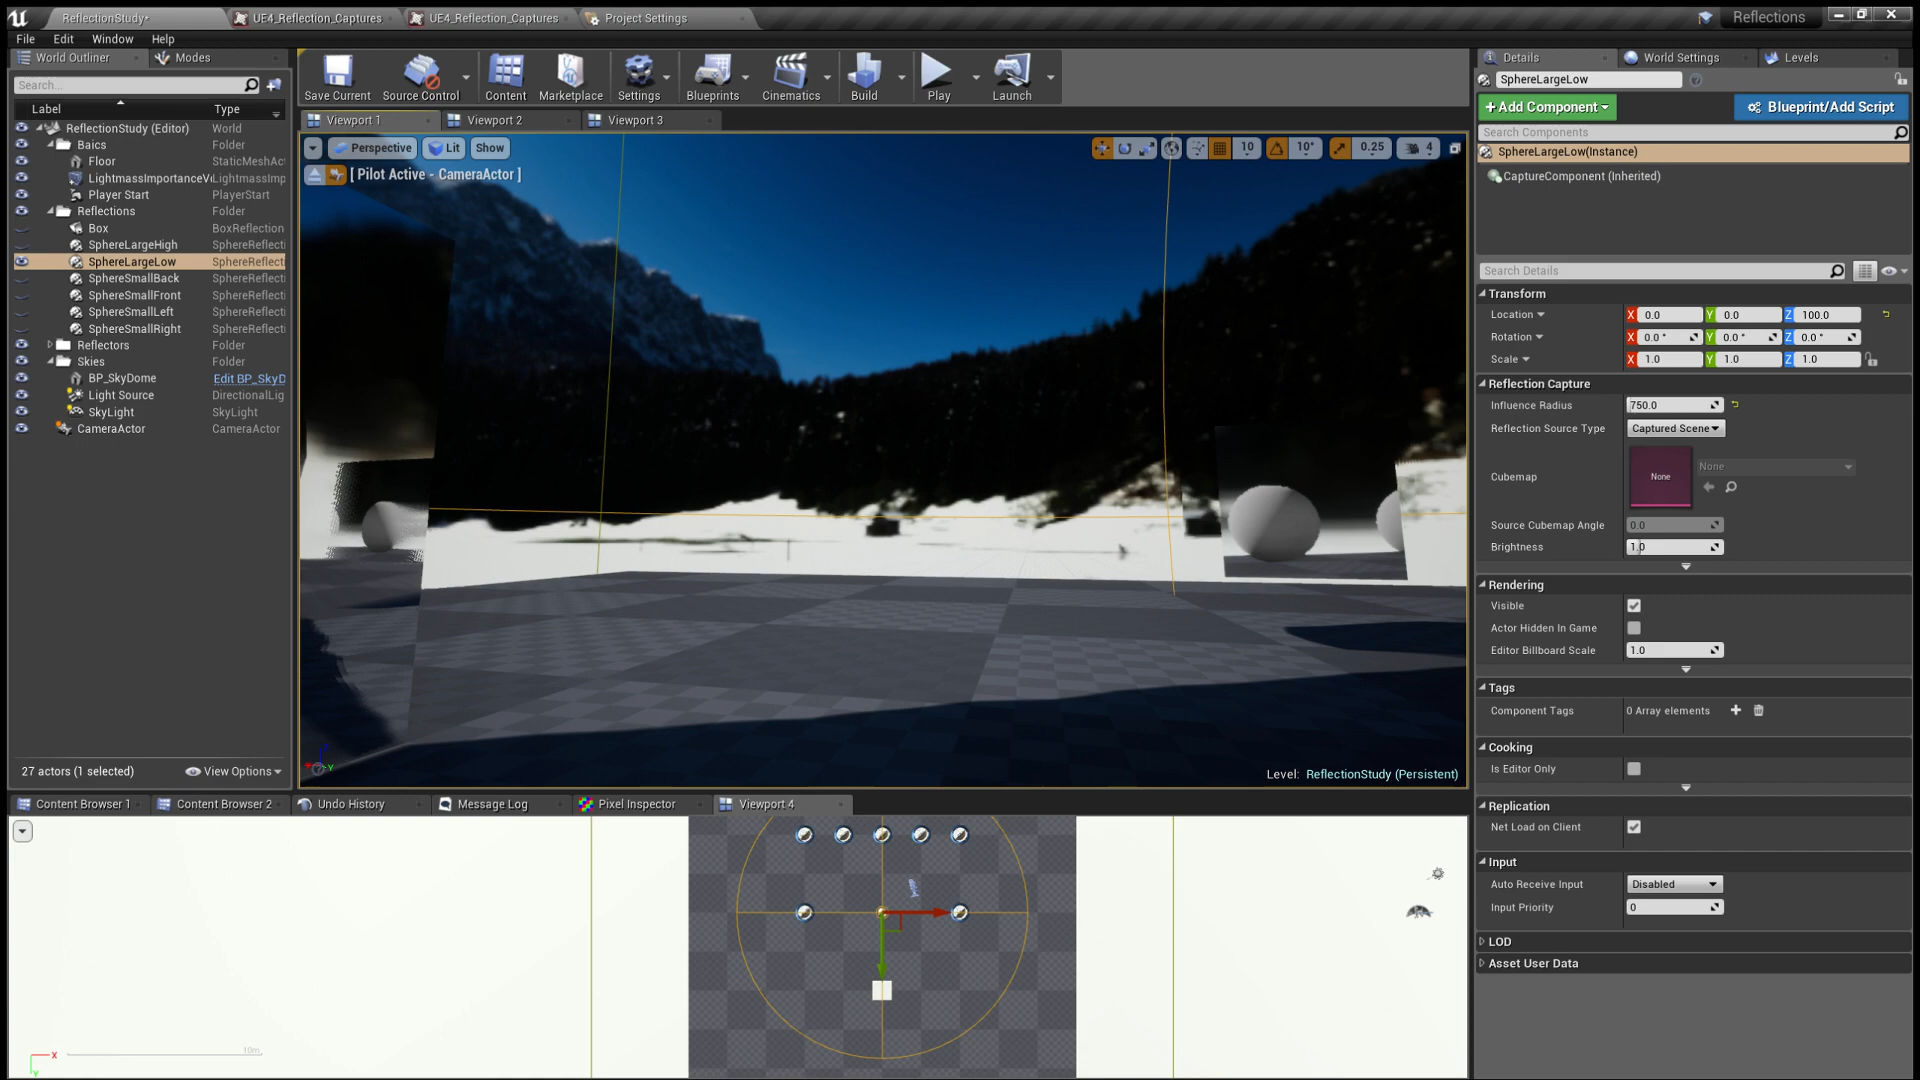 ReflectionStudy* UE4_Reflection_Captures UE4_Reflection_Captures Project Settings Reflections
File Edit Window Help
World Outliner Modes
Search...
Label Type
ReflectionStudy (Editor) World
Baics Folder
Floor StaticMeshAct
LightmassImportanceVo LightmassImp
Player Start PlayerStart
Reflections Folder
Box BoxReflection
SphereLargeHigh SphereReflecti
SphereLargeLow SphereReflecti
SphereSmallBack SphereReflecti
SphereSmallFront SphereReflecti
SphereSmallLeft SphereReflecti
SphereSmallRight SphereReflecti
Reflectors Folder
Skies Folder
BP_SkyDome Edit BP_SkyD
Light Source DirectionalLig
SkyLight SkyLight
CameraActor CameraActor
27 actors (1 selected) View Options
Save Current Source Control Content Marketplace Settings Blueprints Cinematics Build Play Launch
Viewport 1 Viewport 2 Viewport 3
Perspective Lit Show 10 10° 0.25 4
[ Pilot Active - CameraActor ]
Level: ReflectionStudy (Persistent)
Content Browser 1 Content Browser 2 Undo History Message Log Pixel Inspector Viewport 4
X
Y
10m
Details World Settings Levels
SphereLargeLow
+Add Component Blueprint/Add Script
Search Components
SphereLargeLow(Instance)
CaptureComponent (Inherited)
Search Details
Transform
Location X 0.0 Y 0.0 Z 100.0
Rotation X 0.0 ° Y 0.0 ° Z 0.0 °
Scale X 1.0 Y 1.0 Z 1.0
Reflection Capture
Influence Radius 750.0
Reflection Source Type Captured Scene
Cubemap None None
Source Cubemap Angle 0.0
Brightness 1.0
Rendering
Visible
Actor Hidden In Game
Editor Billboard Scale 1.0
Tags
Component Tags 0 Array elements
Cooking
Is Editor Only
Replication
Net Load on Client
Input
Auto Receive Input Disabled
Input Priority 0
LOD
Asset User Data